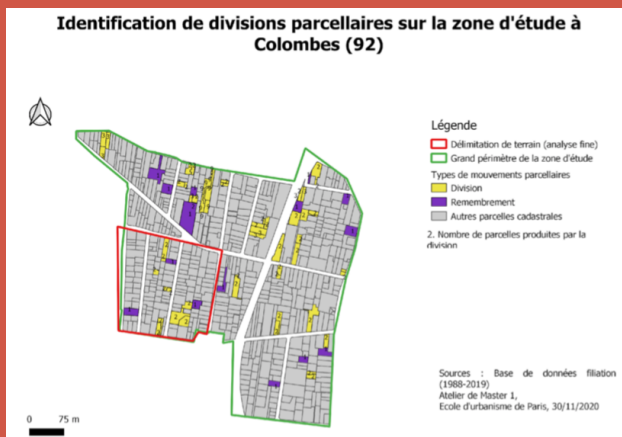 Identification de divisions parcellaires sur la zone d'étude à
Colombes (92)
Légende
Délimitation de terrain (analyse fine)
Grand périmètre de la zone d'étude
Types de mouvements parcellaires
Division
Remembrement
Autres parcelles cadastrales
2. Nombre de parcelles produites par la
division
Sources : Base de données filiation
(1988-2019)
Atelier de Master 1,
Ecole d'urbanisme de Paris, 30/11/2020
0 75 m